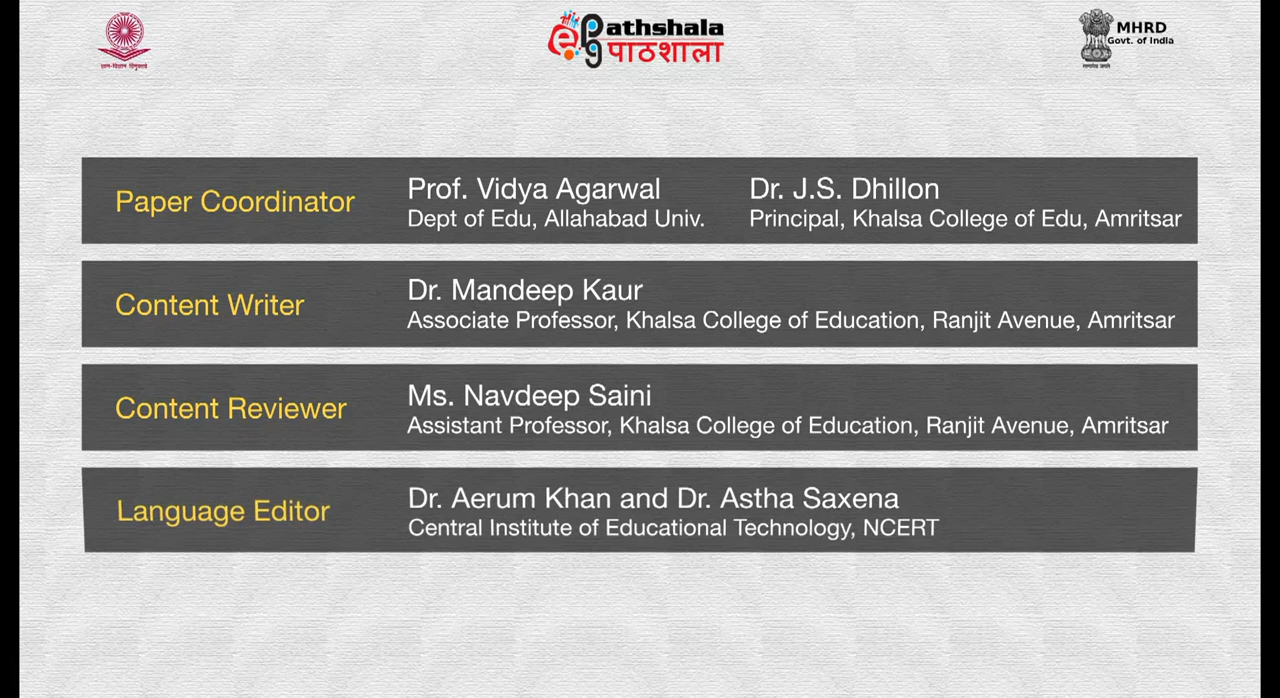 ePGathshala
पाठशाला
MHRD
Govt. of India
Paper Coordinator
Prof. Vidya Agarwal
Dept of Edu, Allahabad Univ.
Dr. J.S. Dhillon
Principal, Khalsa College of Edu, Amritsar
Content Writer
Dr. Mandeep Kaur
Associate Professor, Khalsa College of Education, Ranjit Avenue, Amritsar
Content Reviewer
Ms. Navdeep Saini
Assistant Professor, Khalsa College of Education, Ranjit Avenue, Amritsar
Language Editor
Dr. Aerum Khan and Dr. Astha Saxena
Central Institute of Educational Technology, NCERT